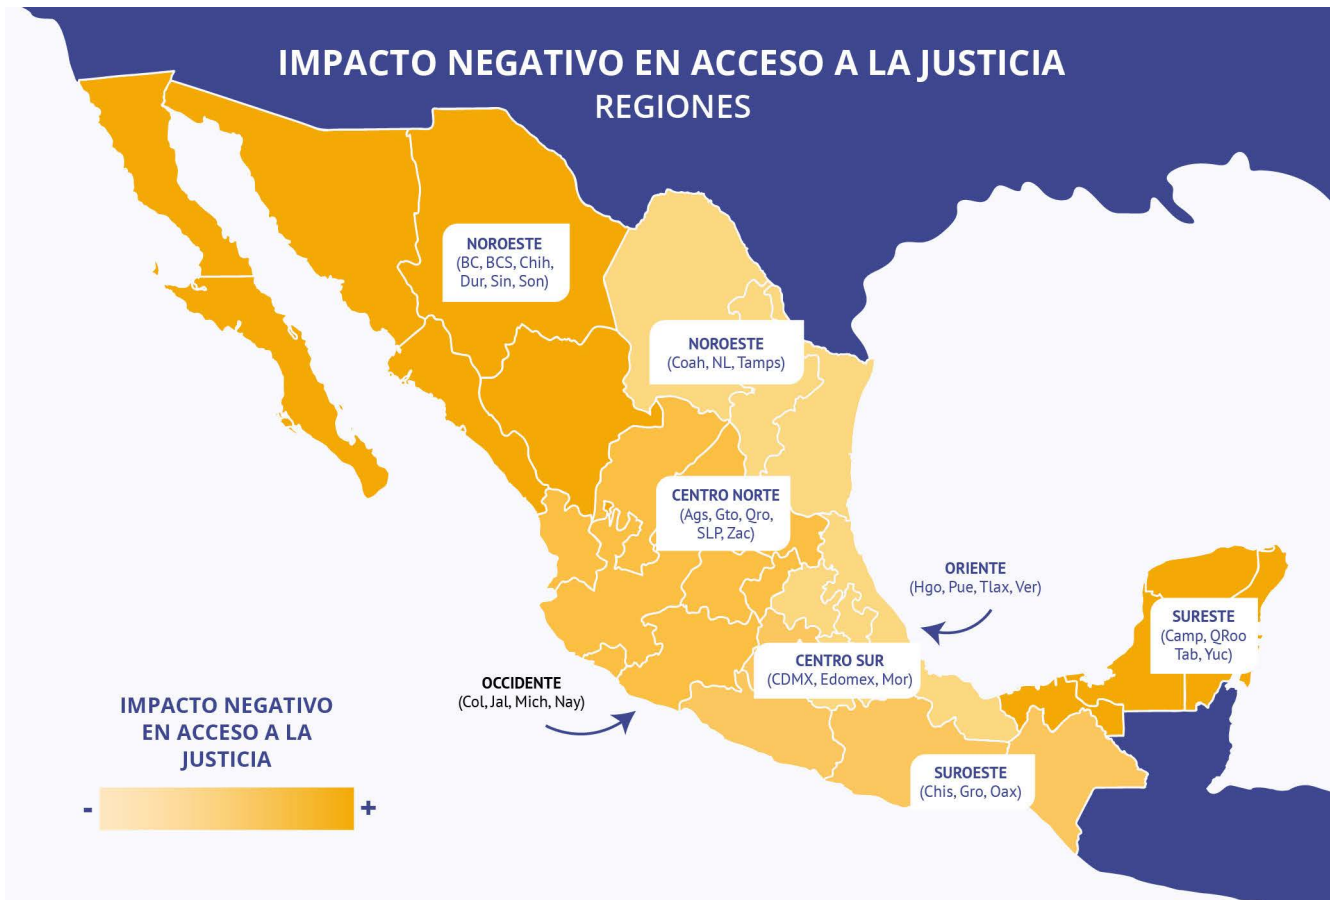 IMPACTO NEGATIVO EN ACCESO A LA JUSTICIA
REGIONES
NOROESTE
(BC, BCS, Chih,
Dur, Sin, Son)
NOROESTE
(Coah, NL, Tamps)
CENTRO NORTE
(Ags, Gto, Qro,
SLP, Zac)
ORIENTE
(Hgo, Pue, Tlax, Ver)
SURESTE
(Camp, QRoo
Tab, Yuc)
CENTRO SUR
(CDMX, Edomex, Mor)
OCCIDENTE
(Col, Jal, Mich, Nay)
SUROESTE
(Chis, Gro, Oax)
IMPACTO NEGATIVO
EN ACCESO A LA
JUSTICIA
- +